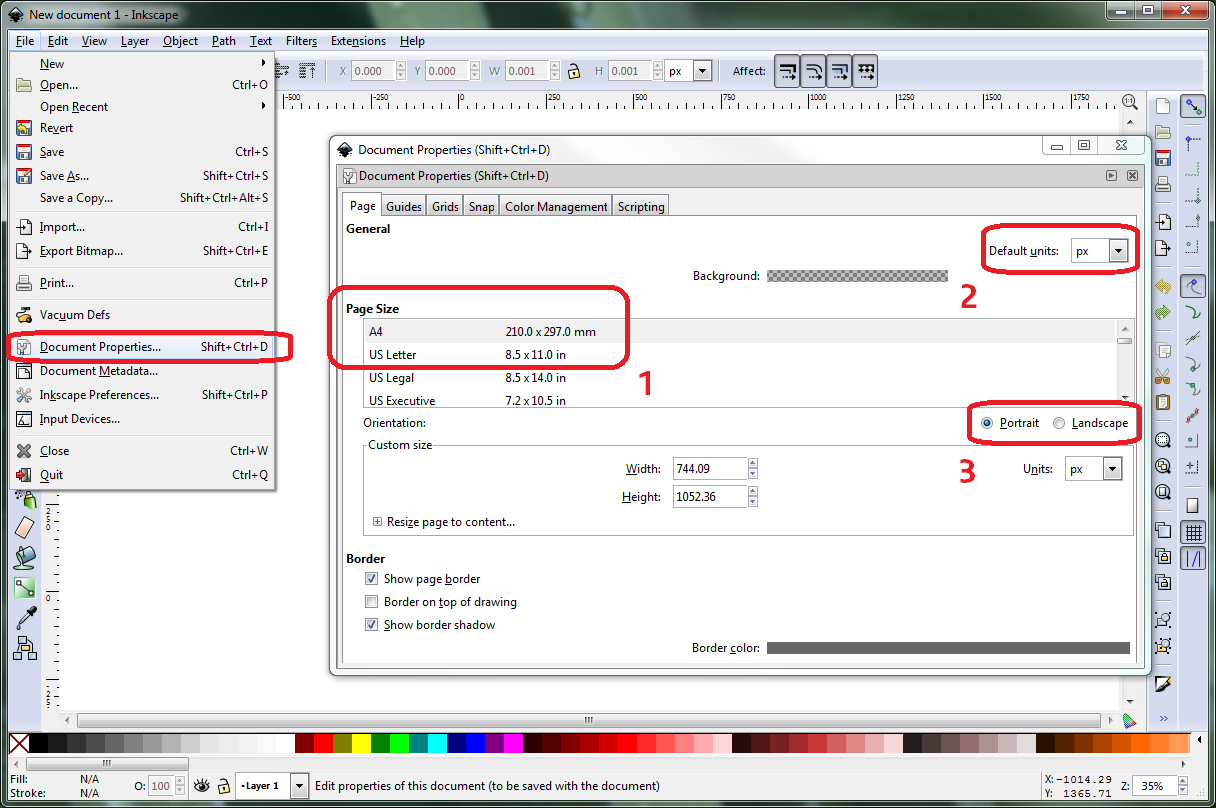 New document 1 - Inkscape
File Edit View Layer Object Path Text Filters Extensions Help
New
Open... Ctrl+O
Open Recent
Revert
Save Ctrl+S
Save As... Shift+Ctrl+S
Save a Copy... Shift+Ctrl+Alt+S
Import... Ctrl+I
Export Bitmap... Shift+Ctrl+E
Print... Ctrl+P
Vacuum Defs
Document Properties... Shift+Ctrl+D
Document Metadata...
Inkscape Preferences... Shift+Ctrl+P
Input Devices...
Close Ctrl+W
Quit Ctrl+Q
X 0.000 Y 0.000 W 0.001 H 0.001 px Affect:
-500 -250 0 250 500 750 1000 1250 1500 1750
Document Properties (Shift+Ctrl+D)
Document Properties (Shift+Ctrl+D)
Page Guides Grids Snap Color Management Scripting
General
Default units: px
Background:
2
Page Size
A4 210.0 x 297.0 mm
US Letter 8.5 x 11.0 in
US Legal 8.5 x 14.0 in
US Executive 7.2 x 10.5 in
1
Orientation: Portrait Landscape
Custom size
3
Width: 744.09 Units: px
Height: 1052.36
Resize page to content...
Border
Show page border
Border on top of drawing
Show border shadow
Border color:
Fill: N/A
Stroke: N/A
O: 100
•Layer 1
Edit properties of this document (to be saved with the document)
X: -1014.29
Y: 1365.71
Z: 35%